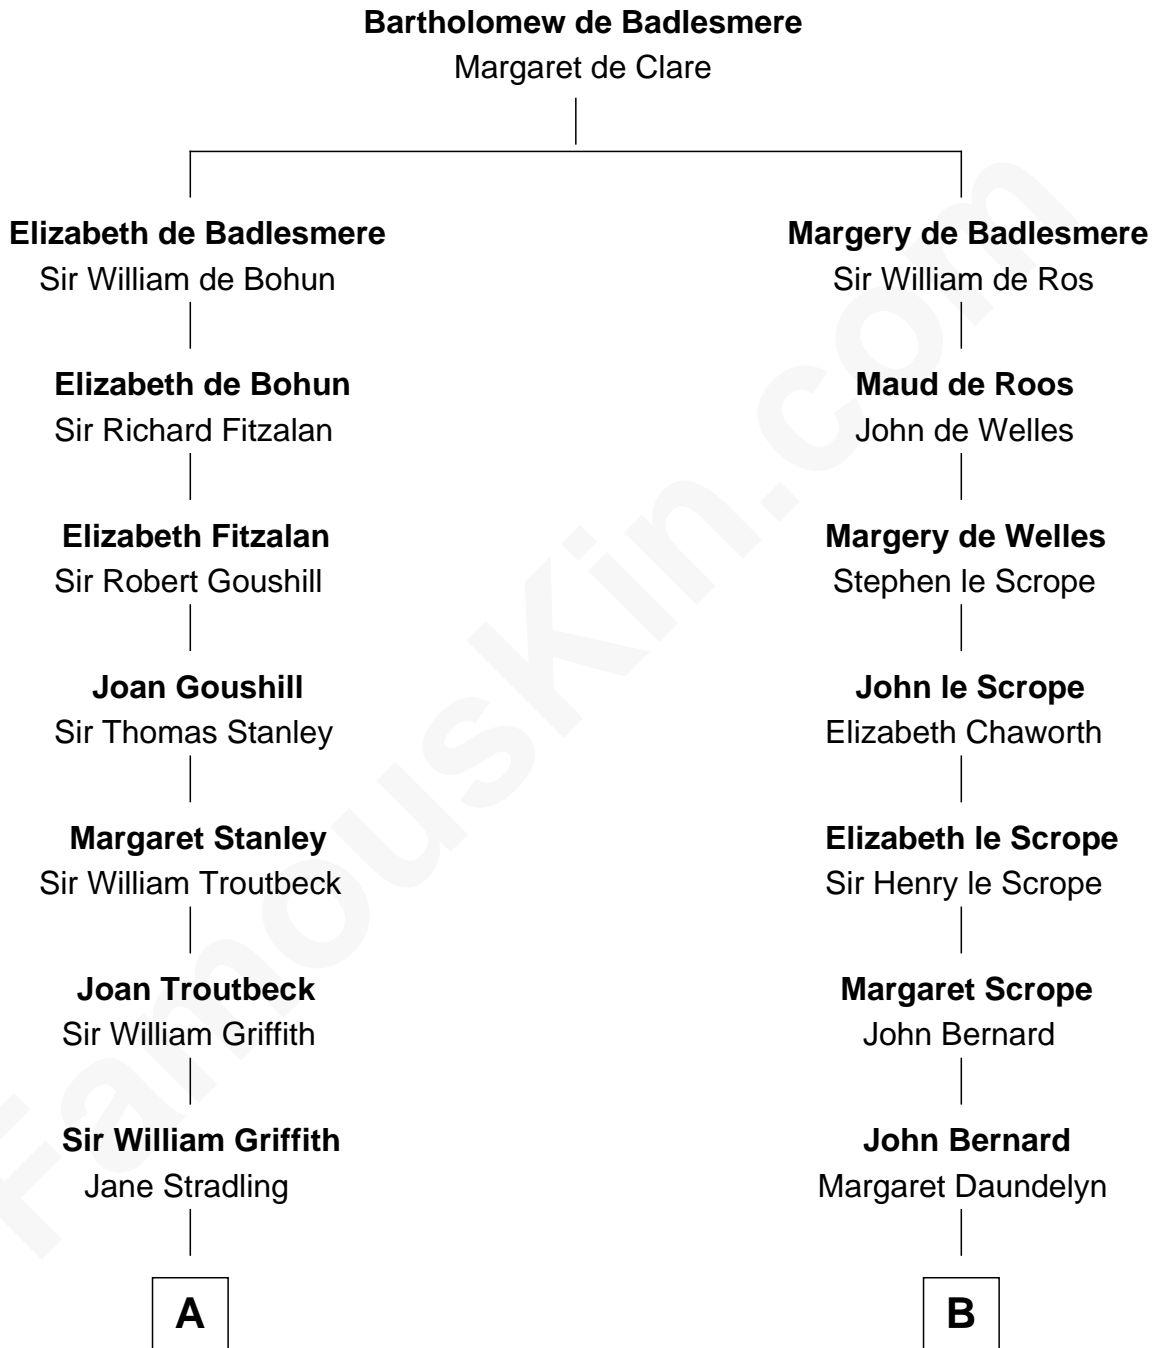 Bartholomew de Badlesmere
Margaret de Clare
Elizabeth de Badlesmere
Sir William de Bohun
Margery de Badlesmere
Sir William de Ros
Elizabeth de Bohun
Sir Richard Fitzalan
Maud de Roos
John de Welles
Elizabeth Fitzalan
Sir Robert Goushill
Margery de Welles
Stephen le Scrope
Joan Goushill
Sir Thomas Stanley
John le Scrope
Elizabeth Chaworth
Margaret Stanley
Sir William Troutbeck
Elizabeth le Scrope
Sir Henry le Scrope
Joan Troutbeck
Sir William Griffith
Margaret Scrope
John Bernard
Sir William Griffith
Jane Stradling
John Bernard
Margaret Daundelyn
A
B
FamousKin.com